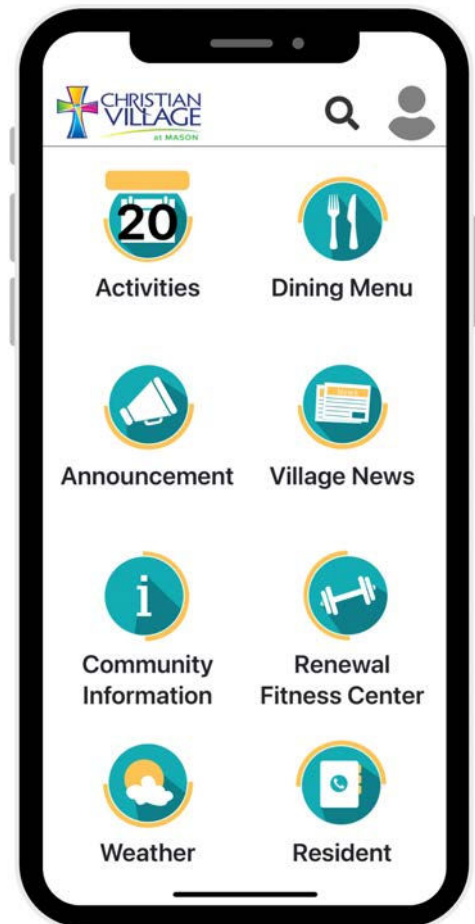 CHRISTIAN
VILLAGE
at MASON
20
Activities
Dining Menu
Announcement
Village News
i
Community
Information
Renewal
Fitness Center
Weather
Resident